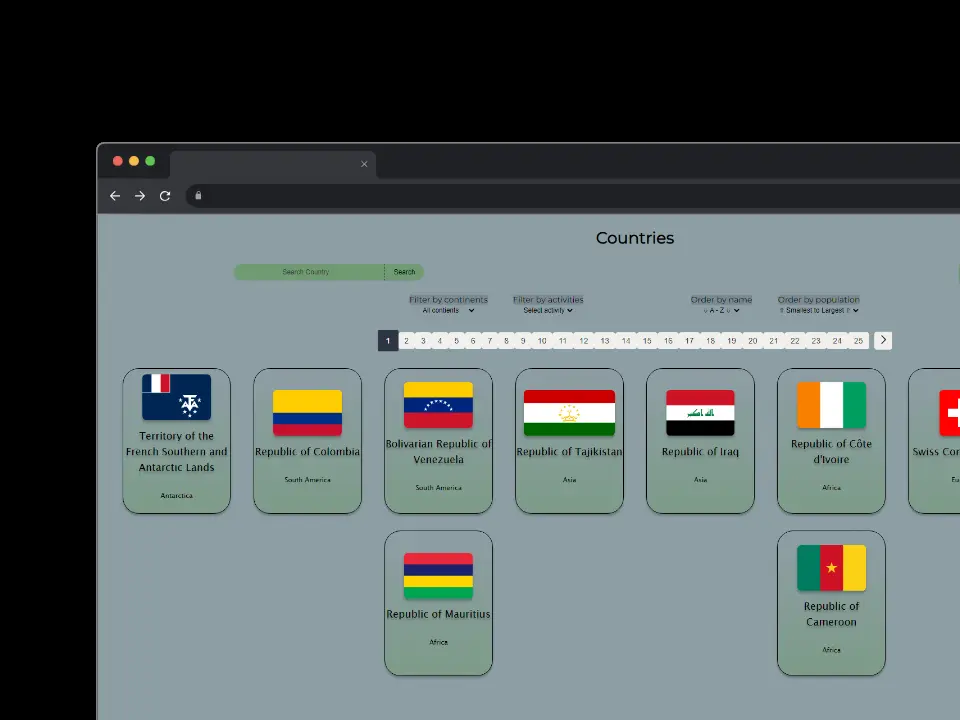 Countries
Search Country Search
Filter by continents Filter by activities Order by name Order by population
All contients Select activity A - Z Smallest to Largest
1 2 3 4 5 6 7 8 9 10 11 12 13 14 15 16 17 18 19 20 21 22 23 24 25
Territory of the
French Southern and
Antarctic Lands
Antarctica
Republic of Colombia
South America
Bolivarian Republic of
Venezuela
South America
Republic of Tajikistan
Asia
الله اكبر
Republic of Iraq
Asia
Republic of Côte
d'Ivoire
Africa
Swiss Con
Eu
Republic of Mauritius
Africa
Republic of
Cameroon
Africa